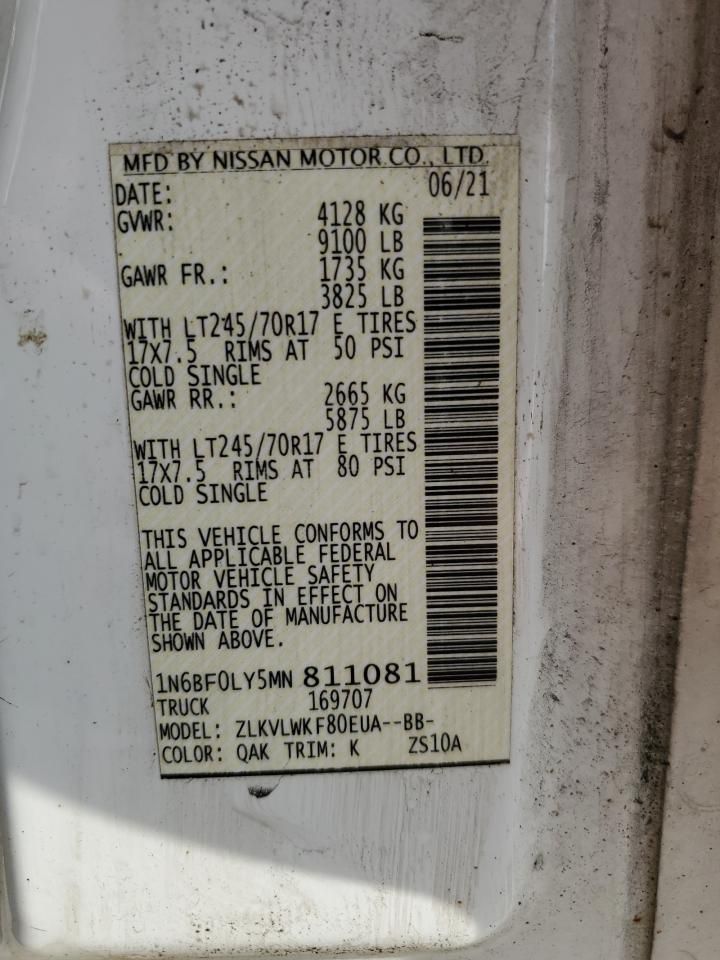 MFD BY NISSAN MOTOR CO., LTD.
DATE: 06/21
GVWR: 4128 KG
9100 LB
GAWR FR.: 1735 KG
3825 LB
WITH LT245/70R17 E TIRES
17X7.5 RIMS AT 50 PSI
COLD SINGLE
GAWR RR.: 2665 KG
5875 LB
WITH LT245/70R17 E TIRES
17X7.5 RIMS AT 80 PSI
COLD SINGLE
THIS VEHICLE CONFORMS TO
ALL APPLICABLE FEDERAL
MOTOR VEHICLE SAFETY
STANDARDS IN EFFECT ON
THE DATE OF MANUFACTURE
SHOWN ABOVE.
1N6BF0LY5MN 811081
TRUCK 169707
MODEL: ZLKVLWKF80EUA--BB-
COLOR: QAK TRIM: K ZS10A